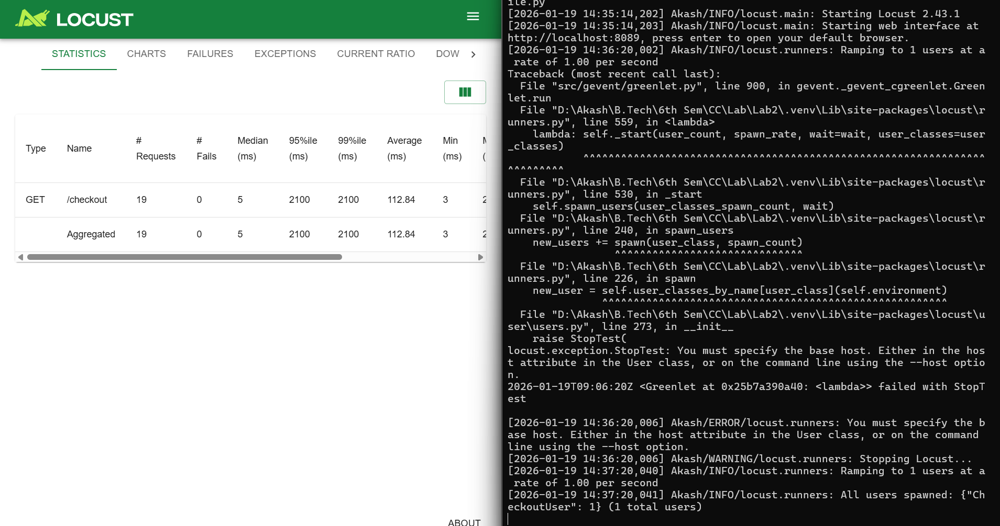 LOCUST
STATISTICS CHARTS FAILURES EXCEPTIONS CURRENT RATIO DOW
Type Name # Requests # Fails Median (ms) 95%ile (ms) 99%ile (ms) Average (ms) Min (ms)
GET /checkout 19 0 5 2100 2100 112.84 3 2
Aggregated 19 0 5 2100 2100 112.84 3 2
ABOUT
ile.py
[2026-01-19 14:35:14,202] Akash/INFO/locust.main: Starting Locust 2.43.1
[2026-01-19 14:35:14,203] Akash/INFO/locust.main: Starting web interface at
http://localhost:8089, press enter to open your default browser.
[2026-01-19 14:36:20,002] Akash/INFO/locust.runners: Ramping to 1 users at a
 rate of 1.00 per second
Traceback (most recent call last):
  File "src/gevent/greenlet.py", line 900, in gevent._gevent_cgreenlet.Green
let.run
  File "D:\Akash\B.Tech\6th Sem\CC\Lab\Lab2\.venv\Lib\site-packages\locust\r
unners.py", line 559, in <lambda>
    lambda: self._start(user_count, spawn_rate, wait=wait, user_classes=user
_classes)
            ^^^^^^^^^^^^^^^^^^^^^^^^^^^^^^^^^^^^^^^^^^^^^^^^^^^^^^^^^^^^^^^^
^^^^^^^^^
  File "D:\Akash\B.Tech\6th Sem\CC\Lab\Lab2\.venv\Lib\site-packages\locust\r
unners.py", line 530, in _start
    self.spawn_users(user_classes_spawn_count, wait)
  File "D:\Akash\B.Tech\6th Sem\CC\Lab\Lab2\.venv\Lib\site-packages\locust\r
unners.py", line 240, in spawn_users
    new_users += spawn(user_class, spawn_count)
                 ^^^^^^^^^^^^^^^^^^^^^^^^^^^^^^
  File "D:\Akash\B.Tech\6th Sem\CC\Lab\Lab2\.venv\Lib\site-packages\locust\r
unners.py", line 226, in spawn
    new_user = self.user_classes_by_name[user_class](self.environment)
               ^^^^^^^^^^^^^^^^^^^^^^^^^^^^^^^^^^^^^^^^^^^^^^^^^^^^^^^
  File "D:\Akash\B.Tech\6th Sem\CC\Lab\Lab2\.venv\Lib\site-packages\locust\u
ser\users.py", line 273, in __init__
    raise StopTest(
locust.exception.StopTest: You must specify the base host. Either in the hos
t attribute in the User class, or on the command line using the --host optio
n.
2026-01-19T09:06:20Z <Greenlet at 0x25b7a390a40: <lambda>> failed with StopT
est
[2026-01-19 14:36:20,006] Akash/ERROR/locust.runners: You must specify the b
ase host. Either in the host attribute in the User class, or on the command
line using the --host option.
[2026-01-19 14:36:20,006] Akash/WARNING/locust.runners: Stopping Locust...
[2026-01-19 14:37:20,040] Akash/INFO/locust.runners: Ramping to 1 users at a
 rate of 1.00 per second
[2026-01-19 14:37:20,041] Akash/INFO/locust.runners: All users spawned: {"Ch
eckoutUser": 1} (1 total users)